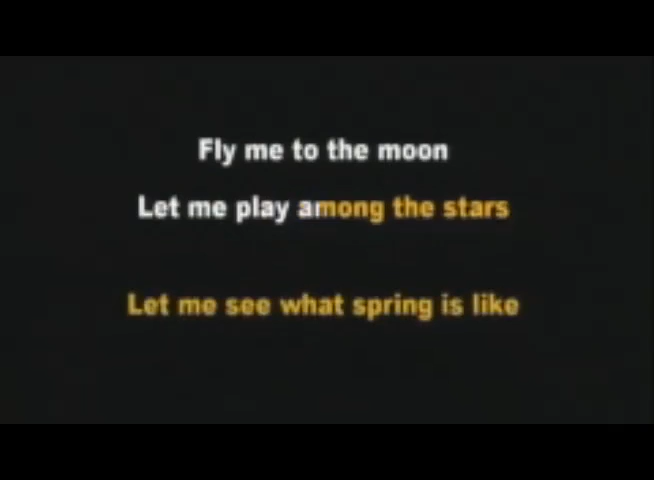 Fly me to the moon
Let me play among the stars
Let me see what spring is like